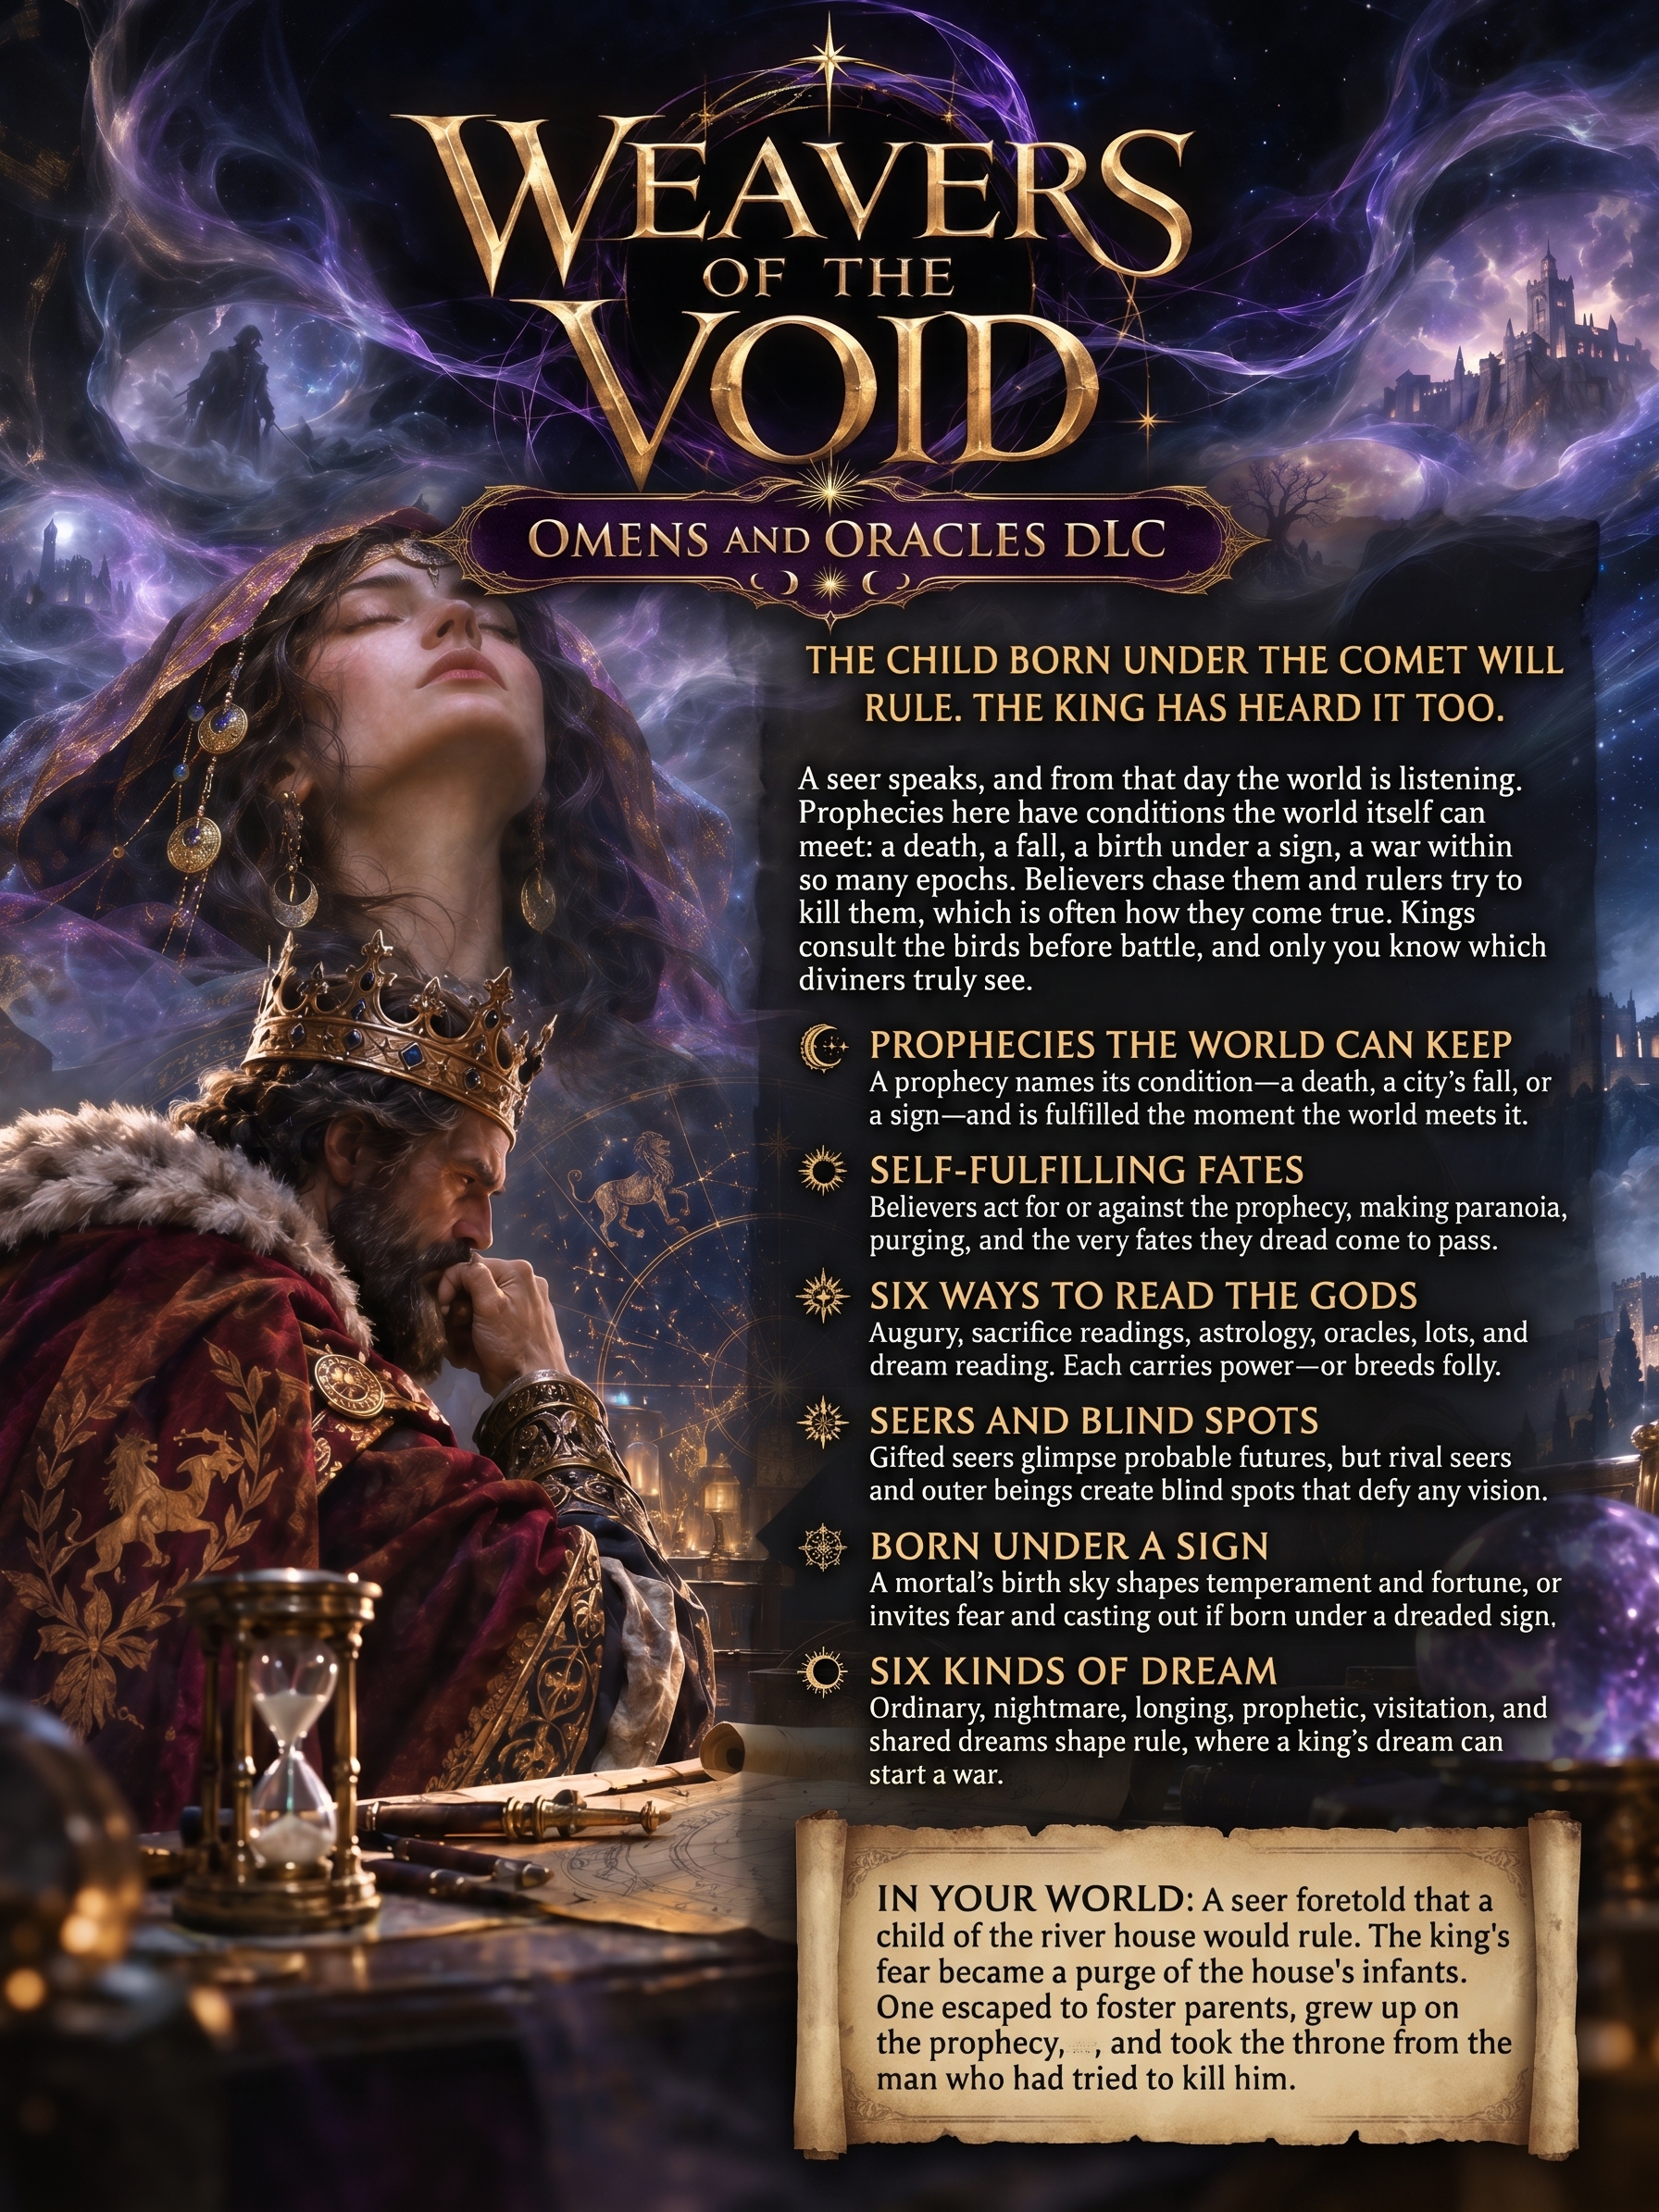 WEAVERS
OF THE
VOID
OMENS AND ORACLES DLC
THE CHILD BORN UNDER THE COMET WILL
RULE. THE KING HAS HEARD IT TOO.
A seer speaks, and from that day the world is listening.
Prophecies here have conditions the world itself can
meet: a death, a fall, a birth under a sign, a war within
so many epochs. Believers chase them and rulers try to
kill them, which is often how they come true. Kings
consult the birds before battle, and only you know which
diviners truly see.
PROPHECIES THE WORLD CAN KEEP
A prophecy names its condition—a death, a city’s fall, or
a sign—and is fulfilled the moment the world meets it.
SELF-FULFILLING FATES
Believers act for or against the prophecy, making paranoia,
purging, and the very fates they dread come to pass.
SIX WAYS TO READ THE GODS
Augury, sacrifice readings, astrology, oracles, lots, and
dream reading. Each carries power—or breeds folly.
SEERS AND BLIND SPOTS
Gifted seers glimpse probable futures, but rival seers
and outer beings create blind spots that defy any vision.
BORN UNDER A SIGN
A mortal’s birth sky shapes temperament and fortune, or
invites fear and casting out if born under a dreaded sign.
SIX KINDS OF DREAM
Ordinary, nightmare, longing, prophetic, visitation, and
shared dreams shape rule, where a king’s dream can
start a war.
IN YOUR WORLD: A seer foretold that a
child of the river house would rule. The king's
fear became a purge of the house's infants.
One escaped to foster parents, grew up on
the prophecy, , and took the throne from the
man who had tried to kill him.